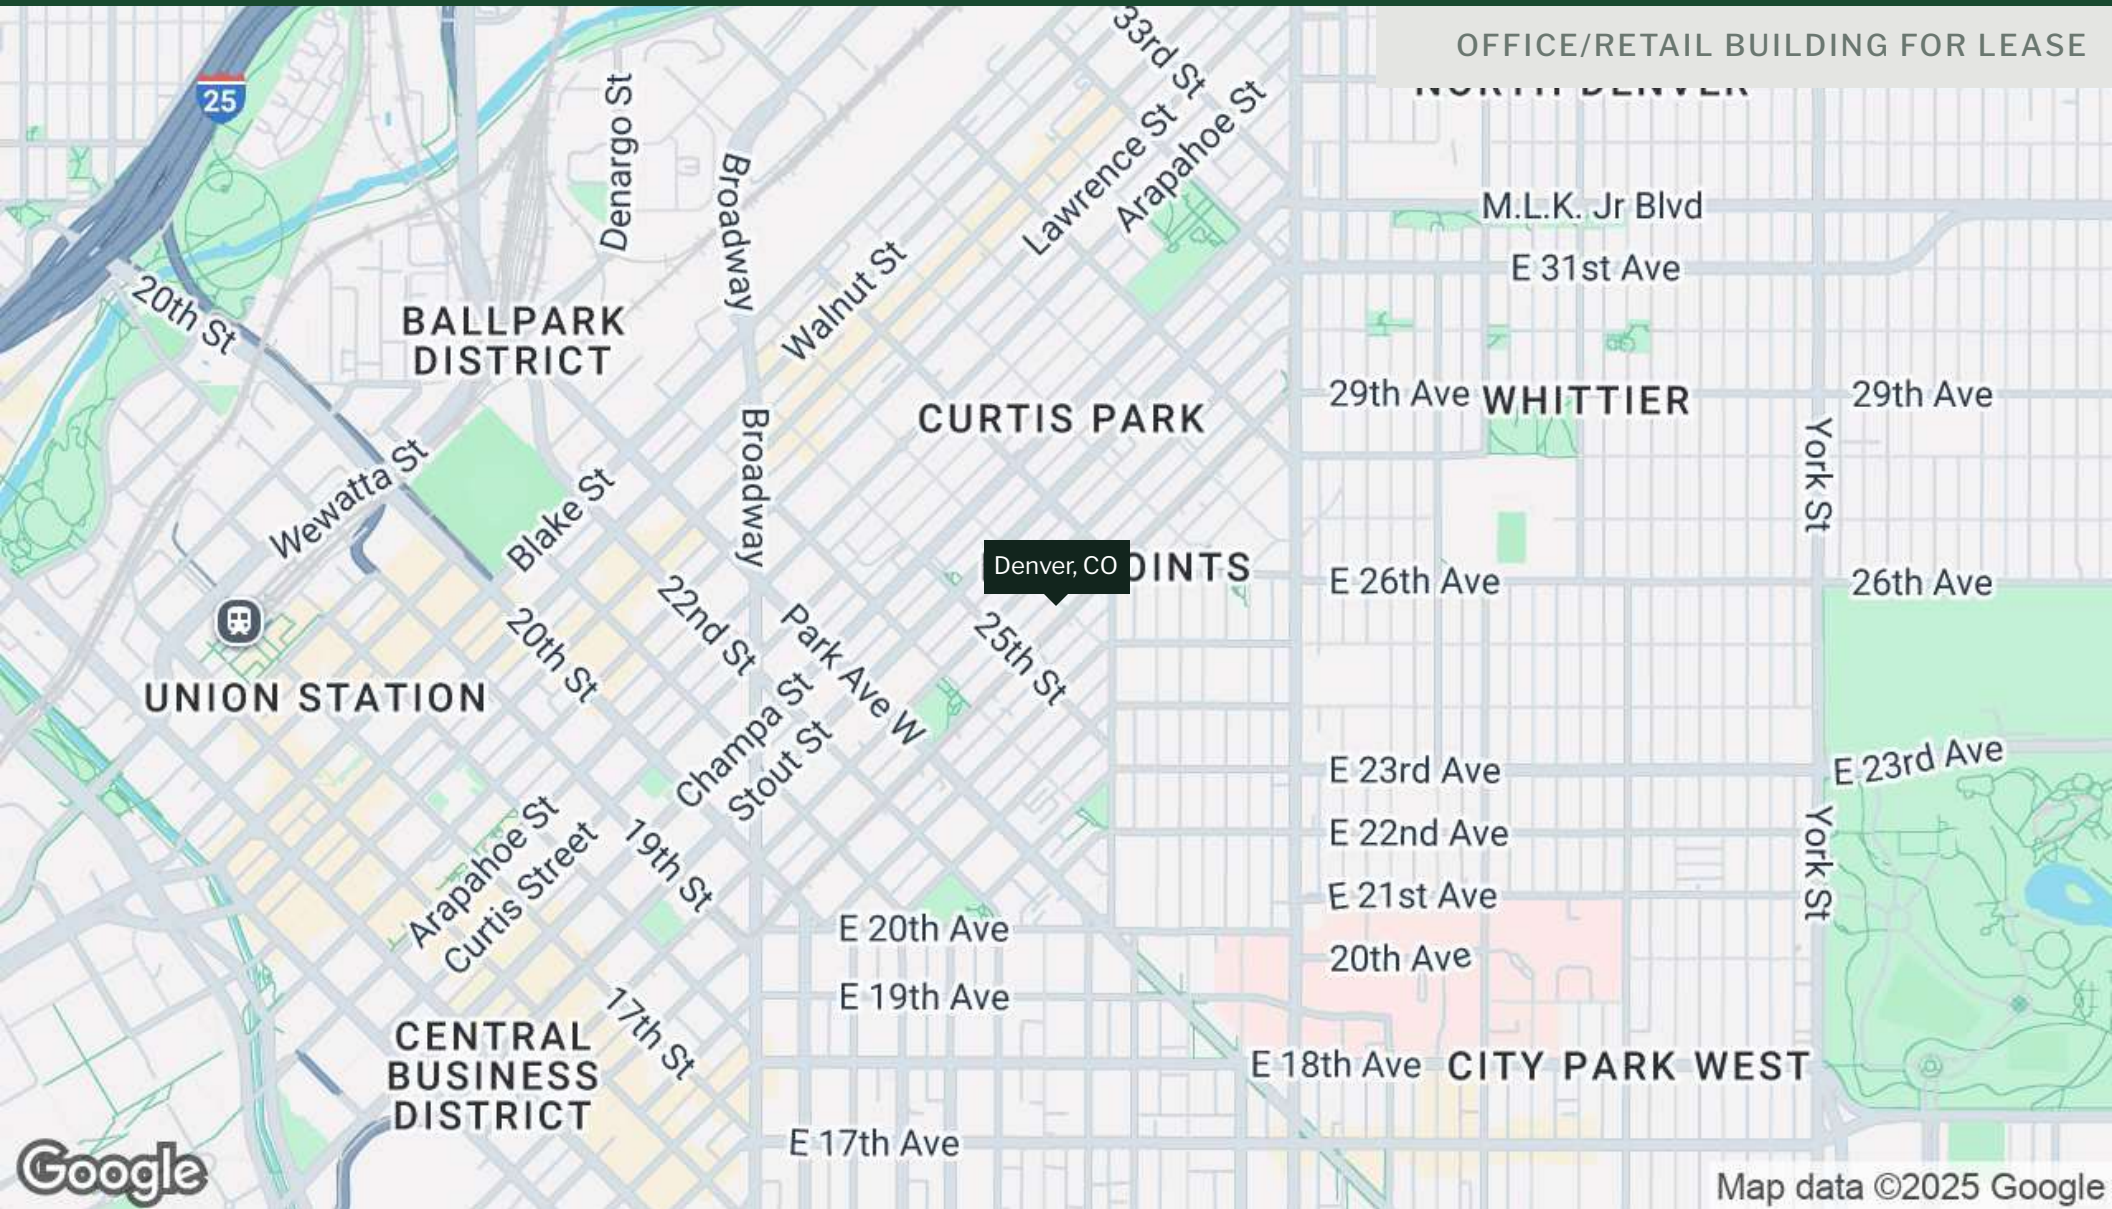 OFFICE/RETAIL BUILDING FOR LEASE
33rd St
25
NORTH DENVER
Denargo St
Lawrence St
Arapahoe St
Broadway
M.L.K. Jr Blvd
E 31st Ave
Walnut St
20th St
BALLPARK
DISTRICT
29th Ave
WHITTIER
29th Ave
CURTIS PARK
Broadway
York St
Wewatta St
Blake St
Denver, CO
OINTS
E 26th Ave
26th Ave
22nd St
20th St
Park Ave W
25th St
UNION STATION
Champa St
Stout St
E 23rd Ave
E 23rd Ave
E 22nd Ave
York St
Arapahoe St
Curtis Street
19th St
E 21st Ave
E 20th Ave
20th Ave
E 19th Ave
17th St
CENTRAL
BUSINESS
DISTRICT
E 18th Ave
CITY PARK WEST
E 17th Ave
Google
Map data ©2025 Google